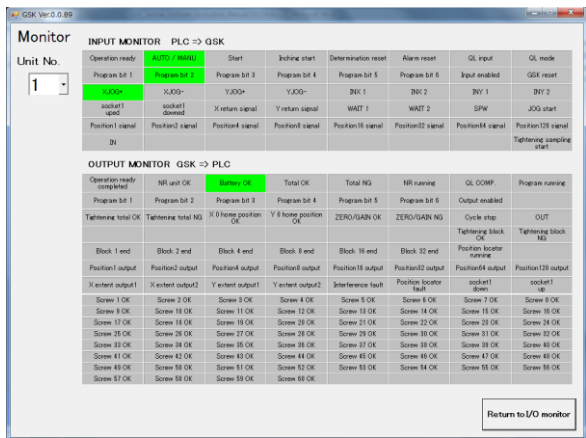 GSK Ver:0.0.89
Monitor
Unit No.
1
INPUT MONITOR PLC => GSK
Operation ready AUTO / MANU Start Inching start Determination reset Alarm reset QL input QL mode
Program bit 1 Program bit 2 Program bit 3 Program bit 4 Program bit 5 Program bit 6 Input enabled GSK reset
XJOG+ XJOG- YJOG+ YJOG- INX 1 INX 2 INY 1 INY 2
socket1 uped socket1 downed X return signal Y return signal WAIT 1 WAIT 2 SPW JOG start
Position1 signal Position2 signal Position4 signal Position8 signal Position16 signal Position32 signal Position64 signal Position128 signal
IN Tightening sampling start
OUTPUT MONITOR GSK => PLC
Operation ready completed NR unit OK Battery OK Total OK Total NG NR running QL COMP. Program running
Program bit 1 Program bit 2 Program bit 3 Program bit 4 Program bit 5 Program bit 6 Output enabled
Tightening total OK Tightening total NG X 0 home position OK Y 0 home position OK ZERO/GAIN OK ZERO/GAIN NG Cycle stop OUT
Tightening block OK Tightening block NG
Block 1 end Block 2 end Block 4 end Block 8 end Block 16 end Block 32 end Position locator running
Position1 output Position2 output Position4 output Position8 output Position16 output Position32 output Position64 output Position128 output
X extent output1 X extent output2 Y extent output1 Y extent output2 Interference fault Position locator fault socket1 down socket1 up
Screw 1 OK Screw 2 OK Screw 3 OK Screw 4 OK Screw 5 OK Screw 6 OK Screw 7 OK Screw 8 OK
Screw 9 OK Screw 10 OK Screw 11 OK Screw 12 OK Screw 13 OK Screw 14 OK Screw 15 OK Screw 16 OK
Screw 17 OK Screw 18 OK Screw 19 OK Screw 20 OK Screw 21 OK Screw 22 OK Screw 23 OK Screw 24 OK
Screw 25 OK Screw 26 OK Screw 27 OK Screw 28 OK Screw 29 OK Screw 30 OK Screw 31 OK Screw 32 OK
Screw 33 OK Screw 34 OK Screw 35 OK Screw 36 OK Screw 37 OK Screw 38 OK Screw 39 OK Screw 40 OK
Screw 41 OK Screw 42 OK Screw 43 OK Screw 44 OK Screw 45 OK Screw 46 OK Screw 47 OK Screw 48 OK
Screw 49 OK Screw 50 OK Screw 51 OK Screw 52 OK Screw 53 OK Screw 54 OK Screw 55 OK Screw 56 OK
Screw 57 OK Screw 58 OK Screw 59 OK Screw 60 OK
Return to I/O monitor